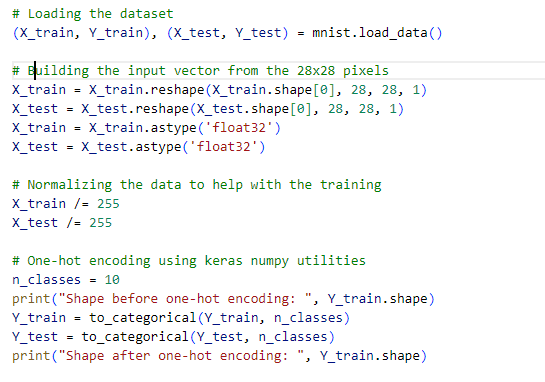 # Loading the dataset
(X_train, Y_train), (X_test, Y_test) = mnist.load_data()
# Building the input vector from the 28x28 pixels
X_train = X_train.reshape(X_train.shape[0], 28, 28, 1)
X_test = X_test.reshape(X_test.shape[0], 28, 28, 1)
X_train = X_train.astype('float32')
X_test = X_test.astype('float32')
# Normalizing the data to help with the training
X_train /= 255
X_test /= 255
# One-hot encoding using keras numpy utilities
n_classes = 10
print("Shape before one-hot encoding: ", Y_train.shape)
Y_train = to_categorical(Y_train, n_classes)
Y_test = to_categorical(Y_test, n_classes)
print("Shape after one-hot encoding: ", Y_train.shape)